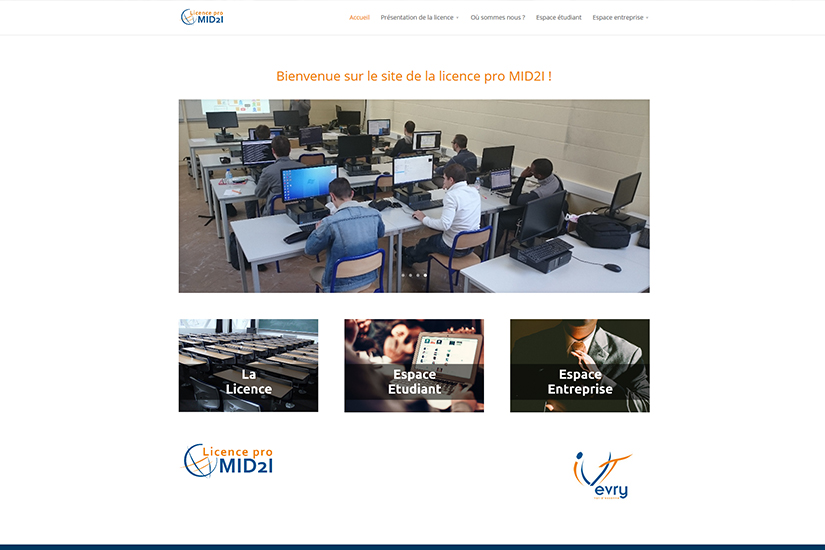 Licence pro
MID2I
Accueil
Présentation de la licence
Où sommes nous ?
Espace étudiant
Espace entreprise
Bienvenue sur le site de la licence pro MID2I !
La
Licence
Espace
Etudiant
Espace
Entreprise
Licence pro
MID2I
iUT
evry